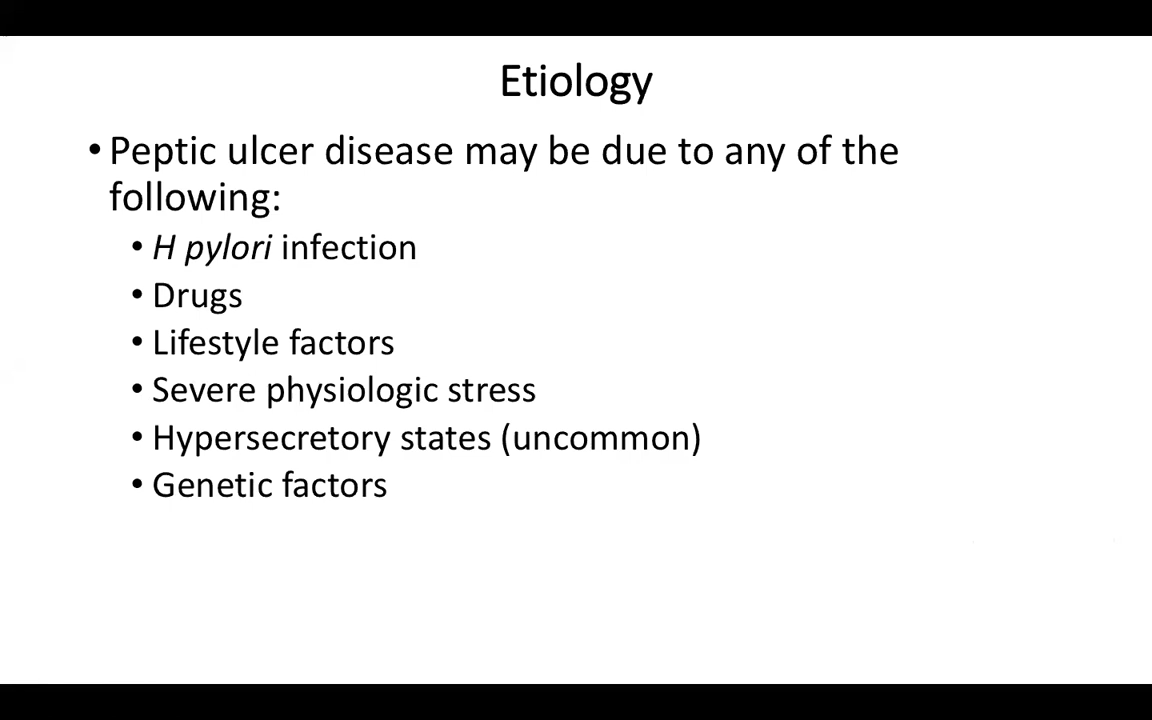 Etiology
• Peptic ulcer disease may be due to any of the
following:
• H pylori infection
• Drugs
• Lifestyle factors
• Severe physiologic stress
• Hypersecretory states (uncommon)
• Genetic factors